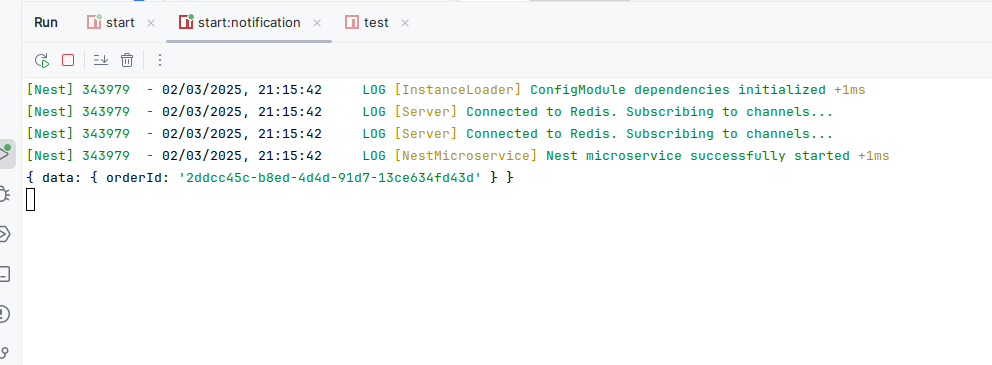 Run start start:notification test
[Nest] 343979  - 02/03/2025, 21:15:42     LOG [InstanceLoader] ConfigModule dependencies initialized +1ms
[Nest] 343979  - 02/03/2025, 21:15:42     LOG [Server] Connected to Redis. Subscribing to channels...
[Nest] 343979  - 02/03/2025, 21:15:42     LOG [Server] Connected to Redis. Subscribing to channels...
[Nest] 343979  - 02/03/2025, 21:15:42     LOG [NestMicroservice] Nest microservice successfully started +1ms
{ data: { orderId: '2ddcc45c-b8ed-4d4d-91d7-13ce634fd43d' } }